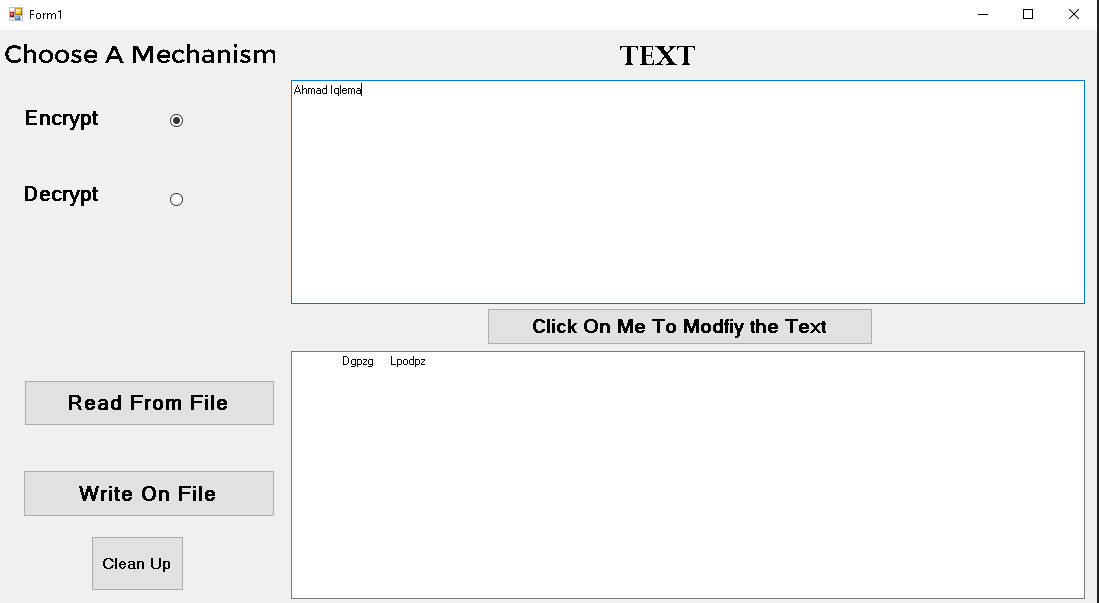 Form1
Choose A Mechanism
TEXT
Ahmad Iqlema
Encrypt
Decrypt
Click On Me To Modfiy the Text
Dgpzg Lpodpz
Read From File
Write On File
Clean Up